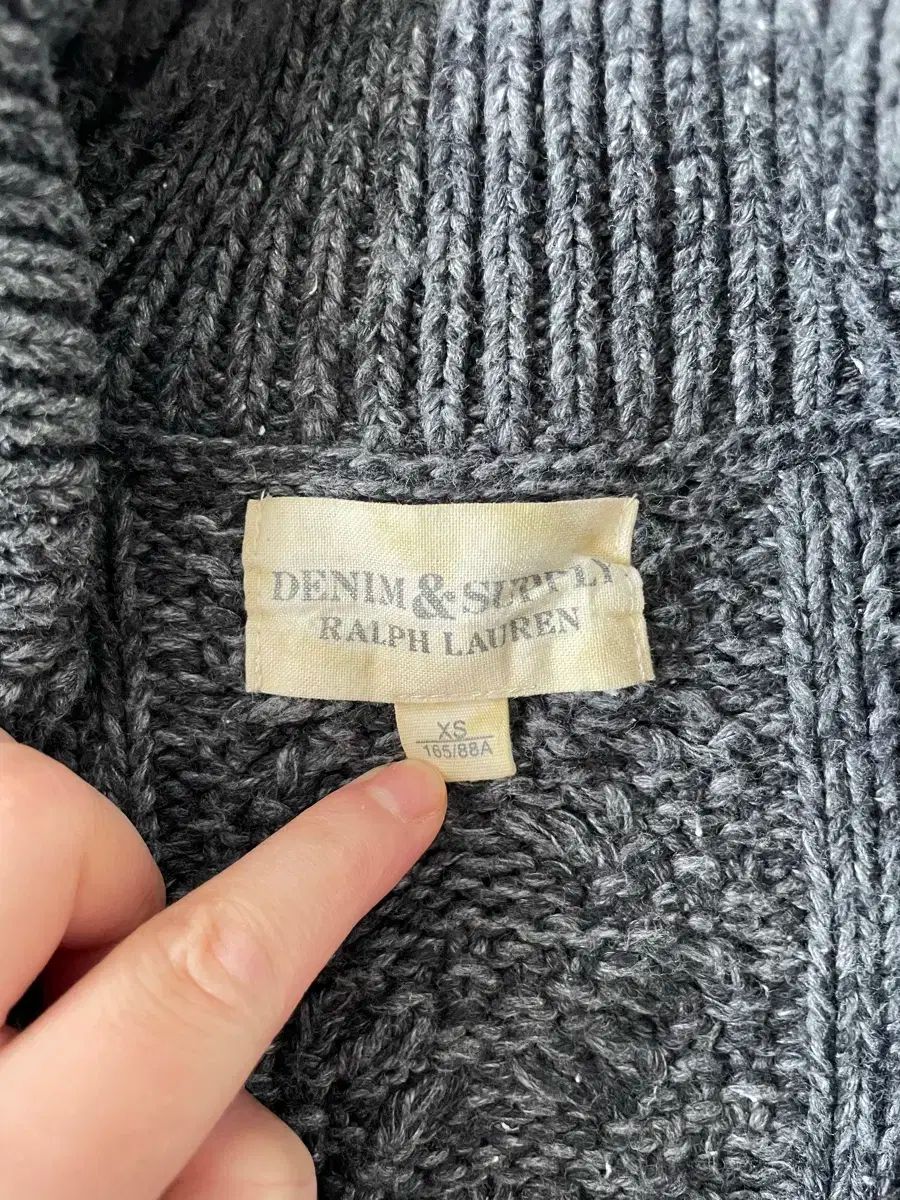 DENIM & SUPPLY
RALPH LAUREN
XS
165/88A